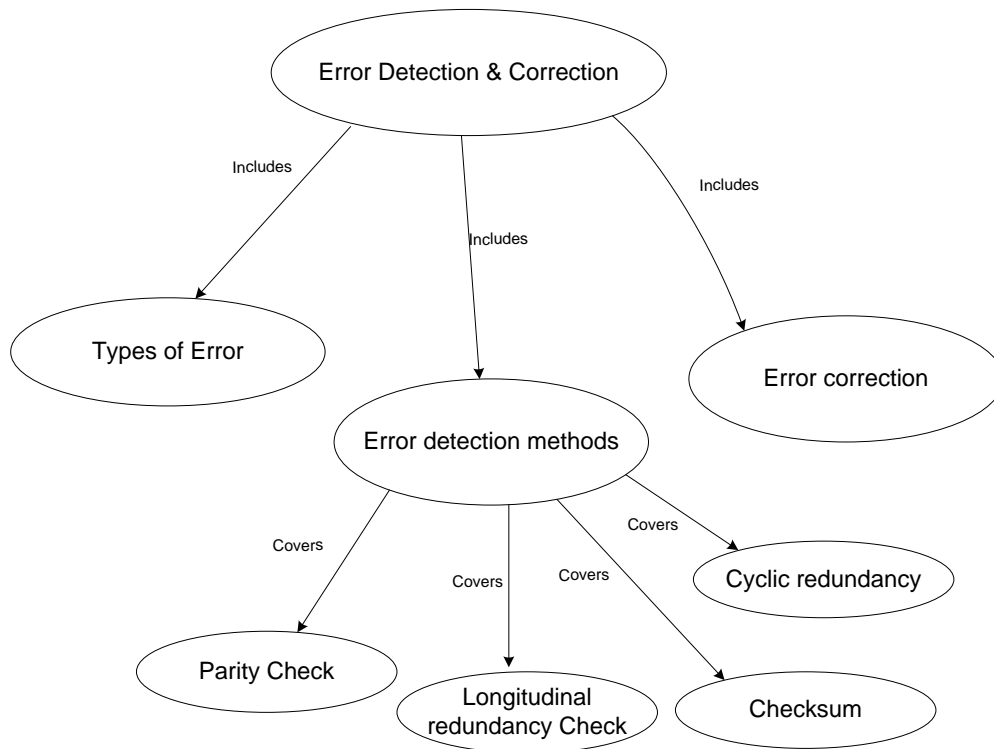 Error Detection & Correction
Includes
Includes
Includes
Types of Error
Error correction
Error detection methods
Covers
Covers
Covers
Covers
Cyclic redundancy
Parity Check
Longitudinal
redundancy Check
Checksum